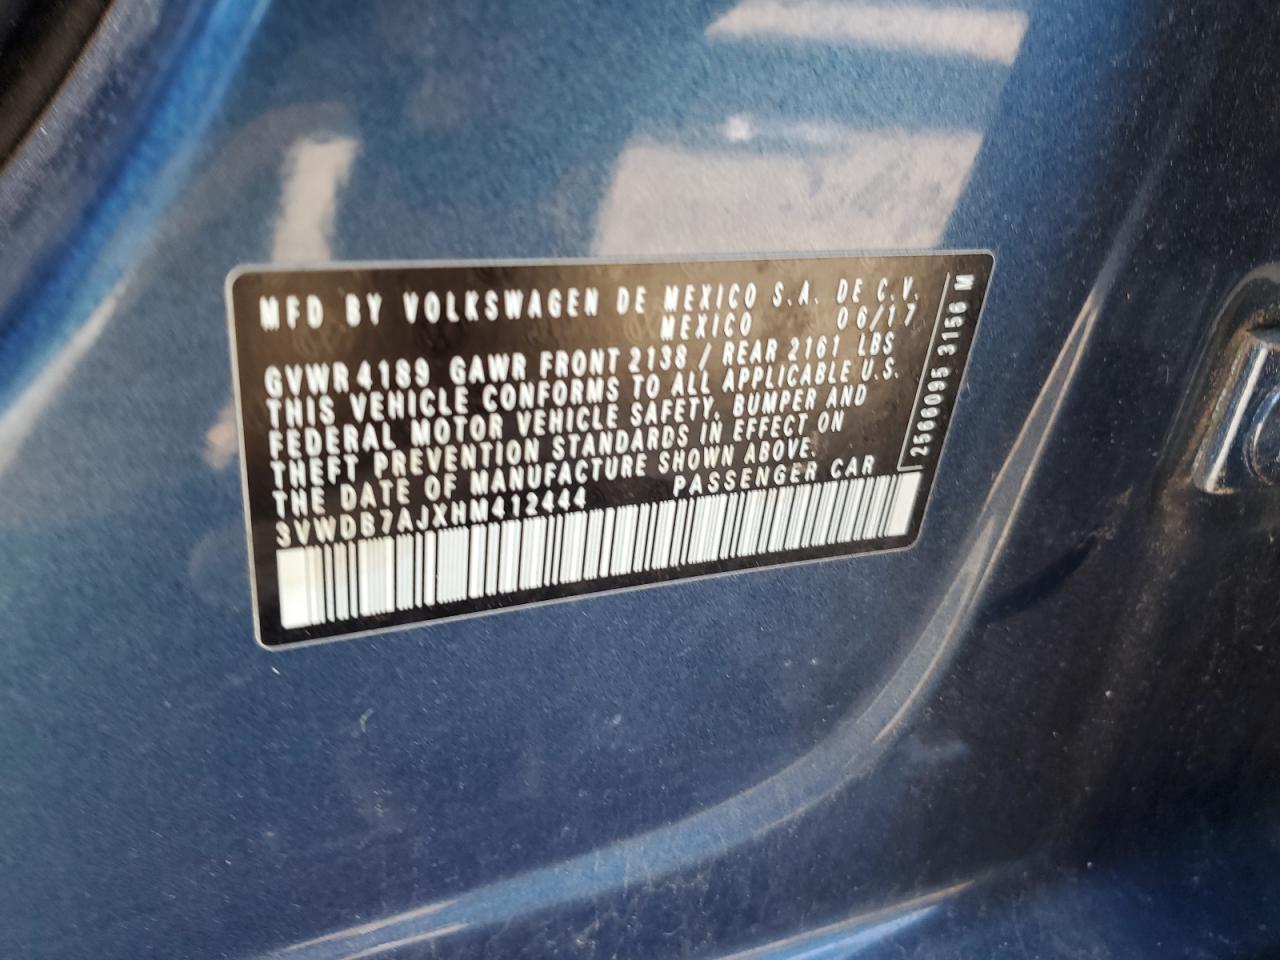 MFD BY VOLKSWAGEN DE MEXICO S.A. DE C.V.
MEXICO 06/17
GVWR 4189 GAWR FRONT 2138 / REAR 2161 LBS
THIS VEHICLE CONFORMS TO ALL APPLICABLE U.S.
FEDERAL MOTOR VEHICLE SAFETY, BUMPER AND
THEFT PREVENTION STANDARDS IN EFFECT ON
THE DATE OF MANUFACTURE SHOWN ABOVE.
3VWDB7AJXHM412444 PASSENGER CAR
2566095 3156 M